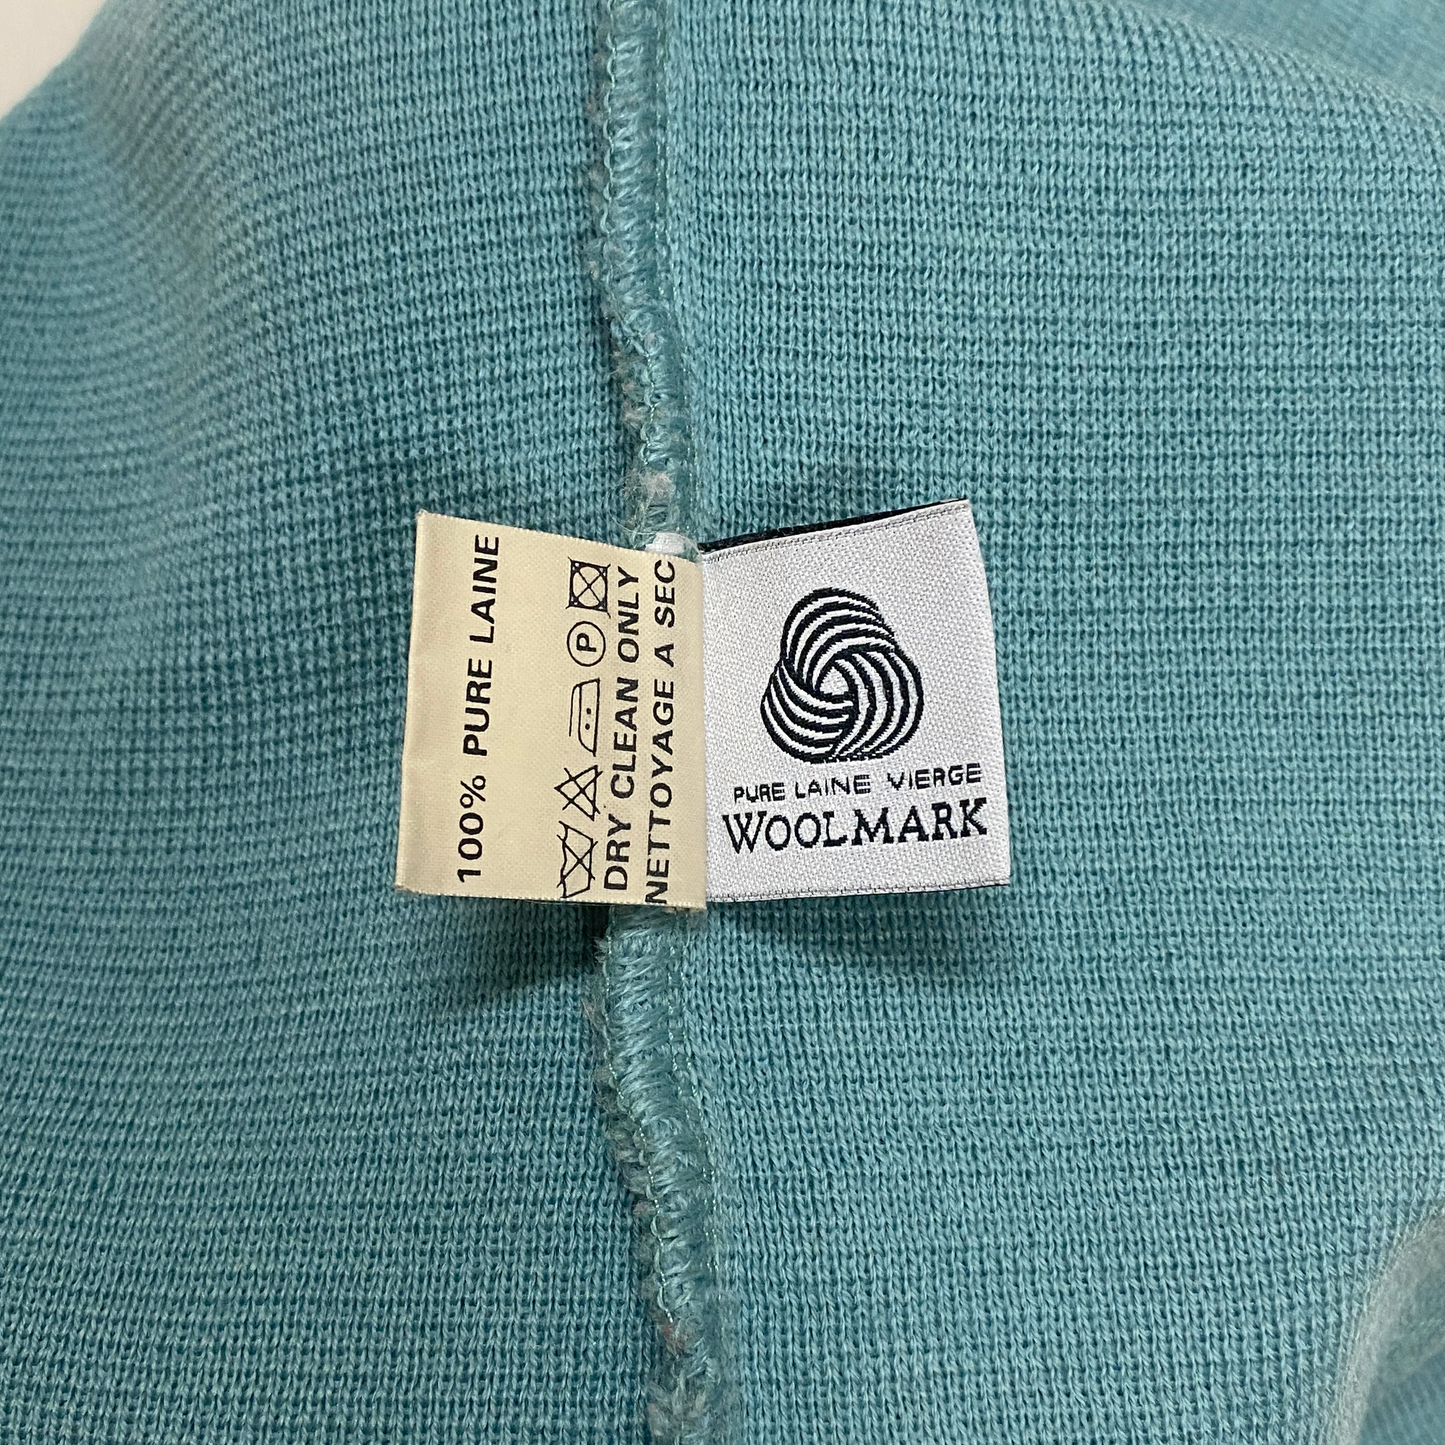 100% PURE LAINE
P
DRY CLEAN ONLY
NETTOYAGE A SEC
PURE LAINE VIERGE
WOOLMARK